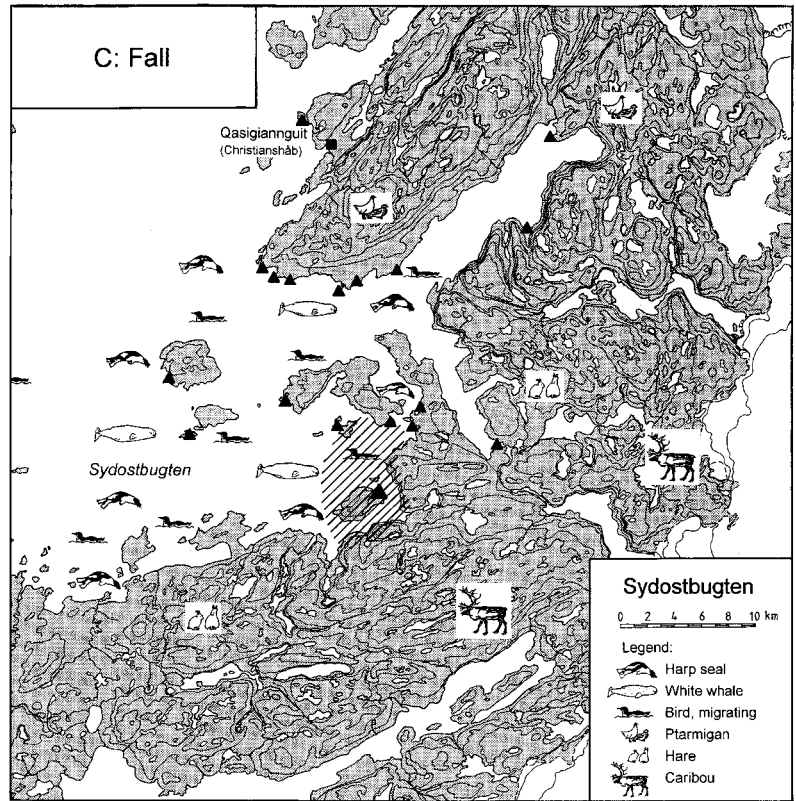 C: Fall
Qasigiannguit
(Christianshåb)
Sydostbugten
Sydostbugten
0 2 4 6 8 10 km
Legend:
Harp seal
White whale
Bird, migrating
Ptarmigan
Hare
Caribou